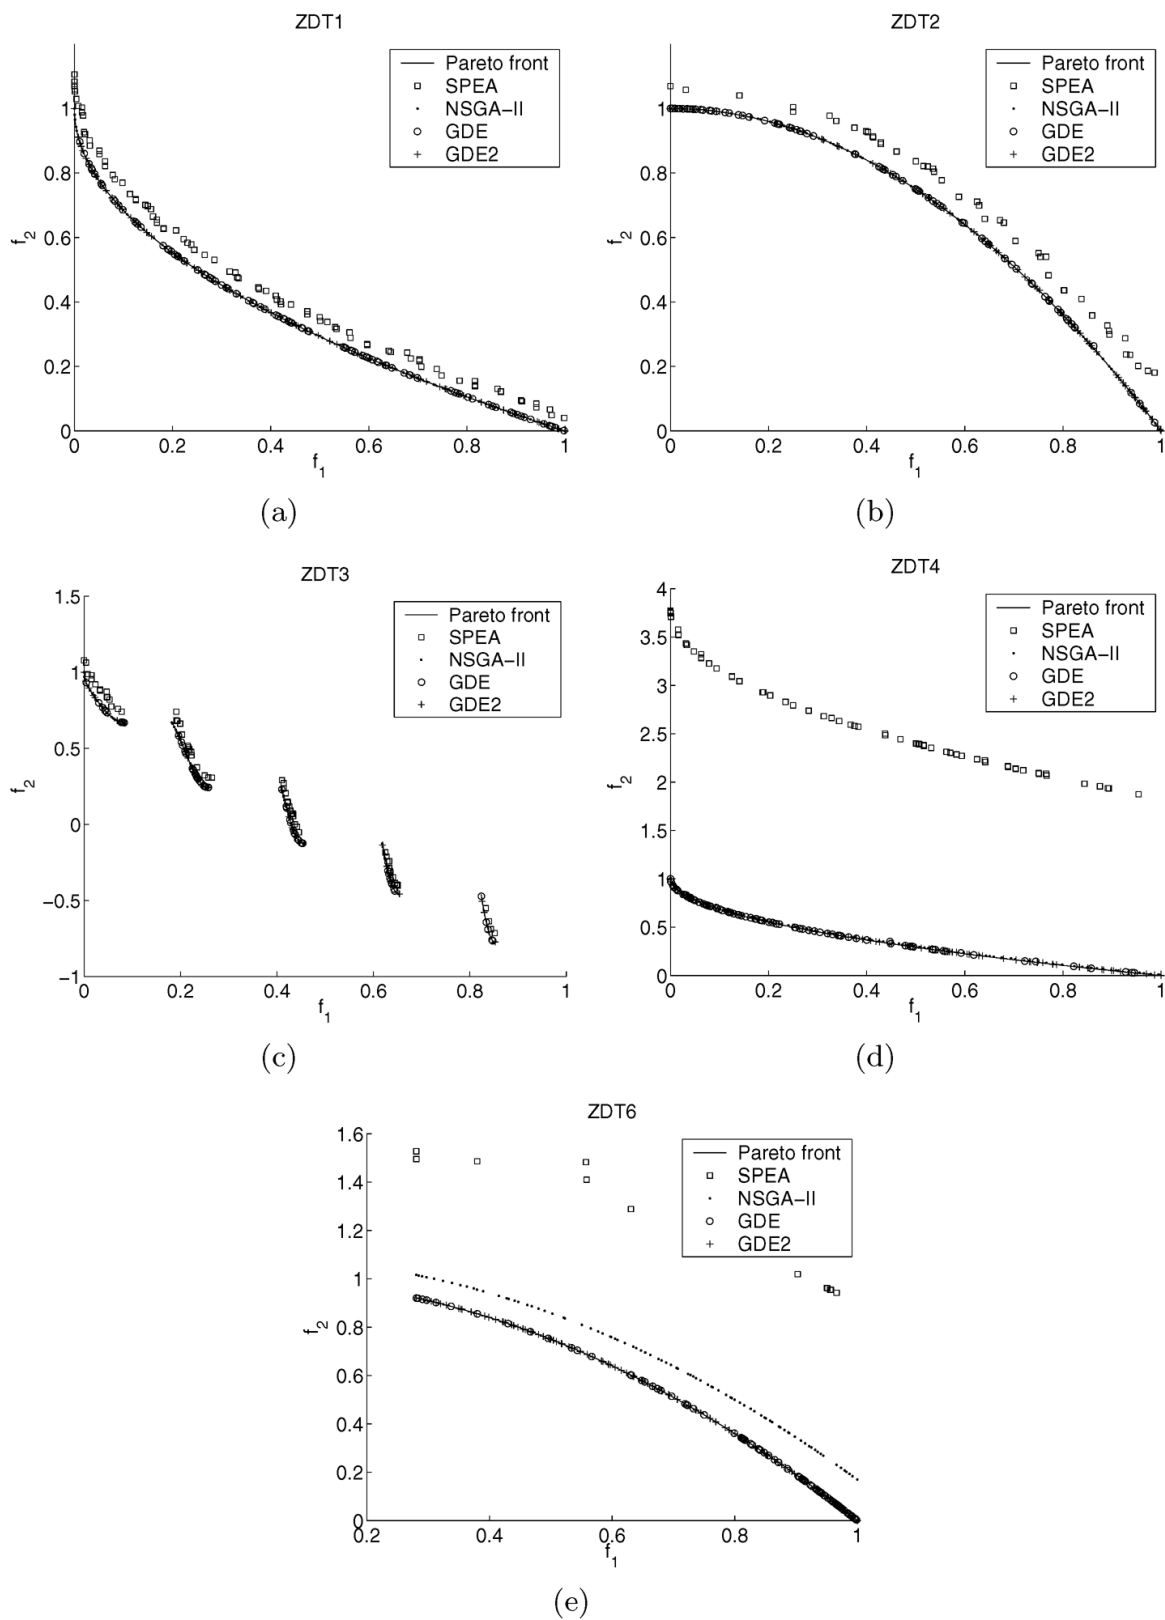 ZDT1
Pareto front
SPEA
NSGA-II
GDE
GDE2
1
0.8
0.6
0.4
0.2
0
f2
0 0.2 0.4 0.6 0.8 1
f1
(a)
ZDT2
Pareto front
SPEA
NSGA-II
GDE
GDE2
1
0.8
0.6
0.4
0.2
0
f2
0 0.2 0.4 0.6 0.8 1
f1
(b)
ZDT3
Pareto front
SPEA
NSGA-II
GDE
GDE2
1.5
1
0.5
0
-0.5
-1
f2
0 0.2 0.4 0.6 0.8 1
f1
(c)
ZDT4
Pareto front
SPEA
NSGA-II
GDE
GDE2
4
3.5
3
2.5
2
1.5
1
0.5
0
f2
0 0.2 0.4 0.6 0.8 1
f1
(d)
ZDT6
Pareto front
SPEA
NSGA-II
GDE
GDE2
1.6
1.4
1.2
1
0.8
0.6
0.4
0.2
0
f2
0.2 0.4 0.6 0.8 1
f1
(e)